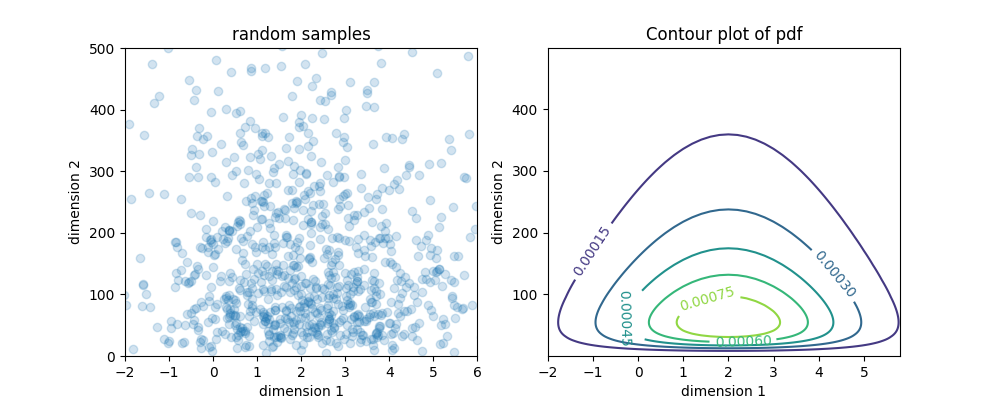 random samples
500
400
300
200
100
0
dimension 2
−2 −1 0 1 2 3 4 5 6
dimension 1
Contour plot of pdf
400
300
200
100
dimension 2
0.00015
0.00030
0.00045
0.00075
0.00060
−2 −1 0 1 2 3 4 5
dimension 1